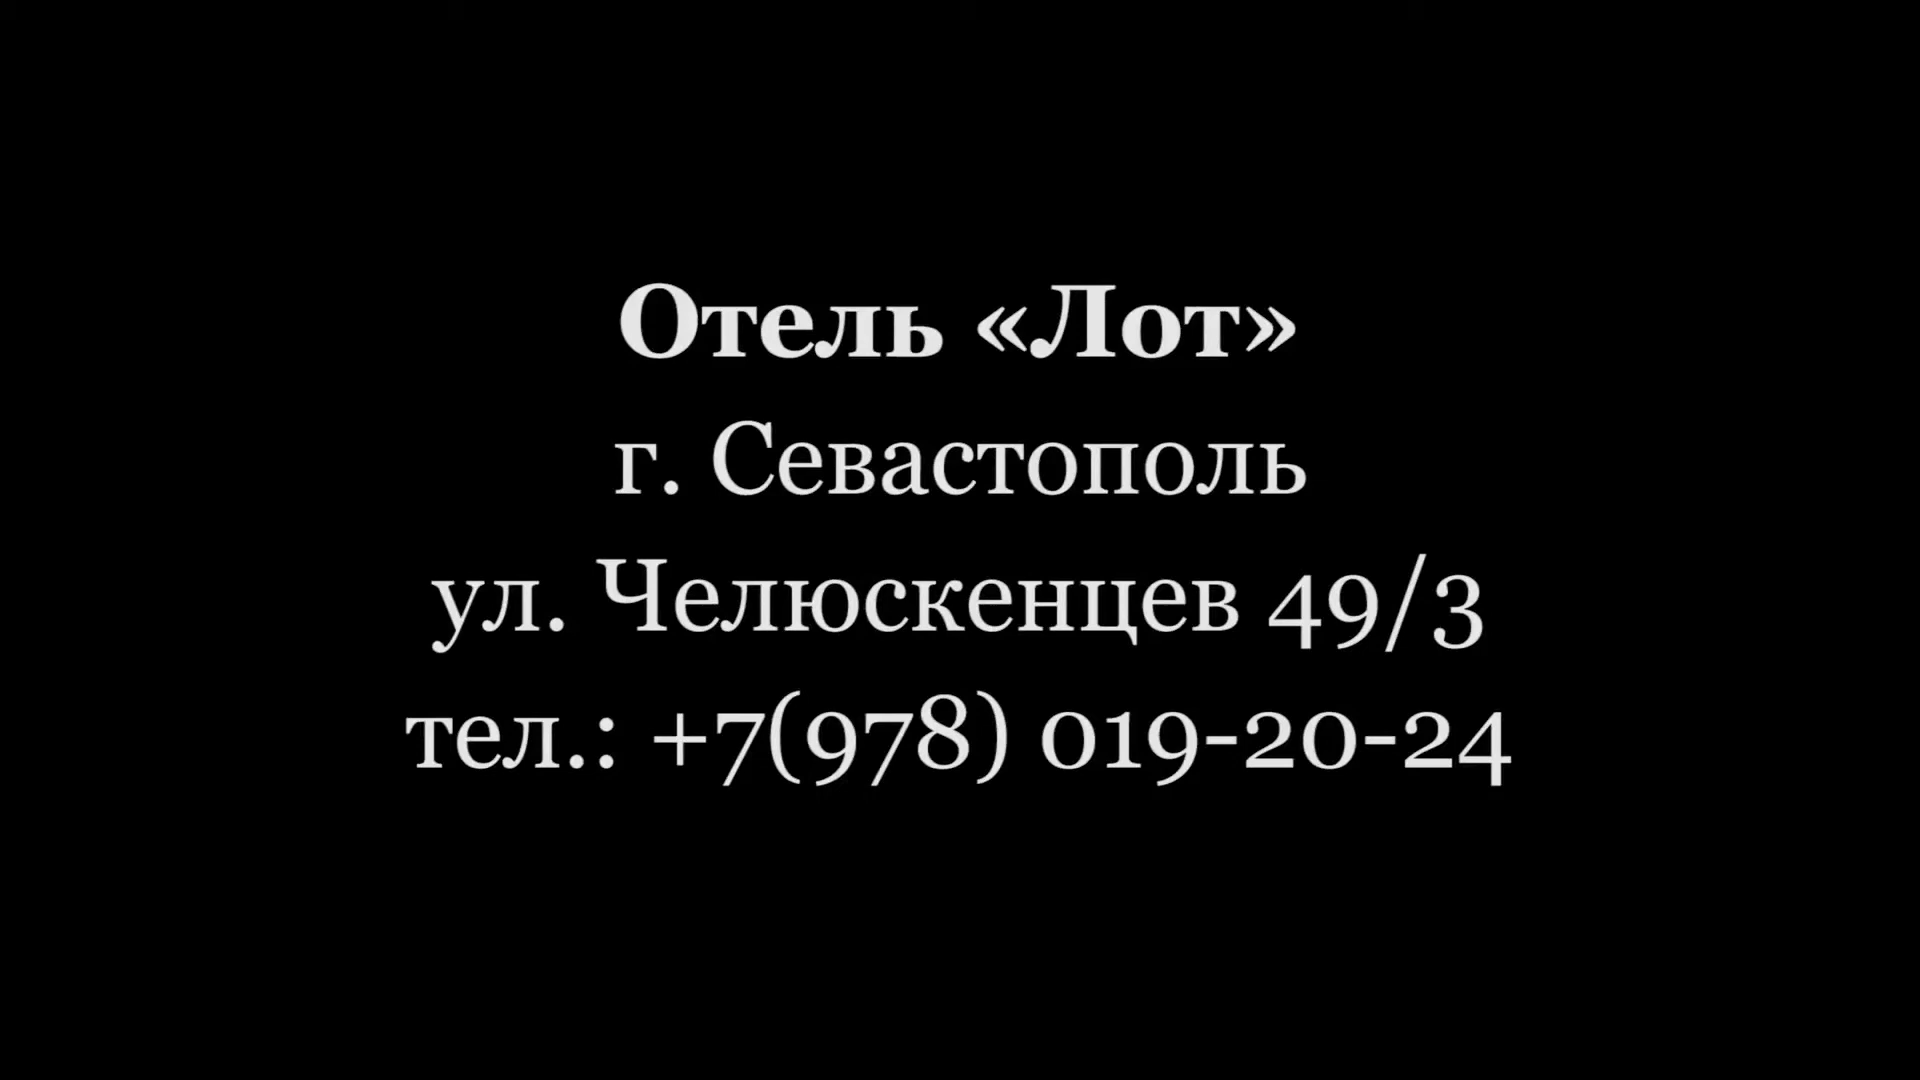 Отель «Лот»
г. Севастополь
ул. Челюскенцев 49/3
тел.: +7(978) 019-20-24